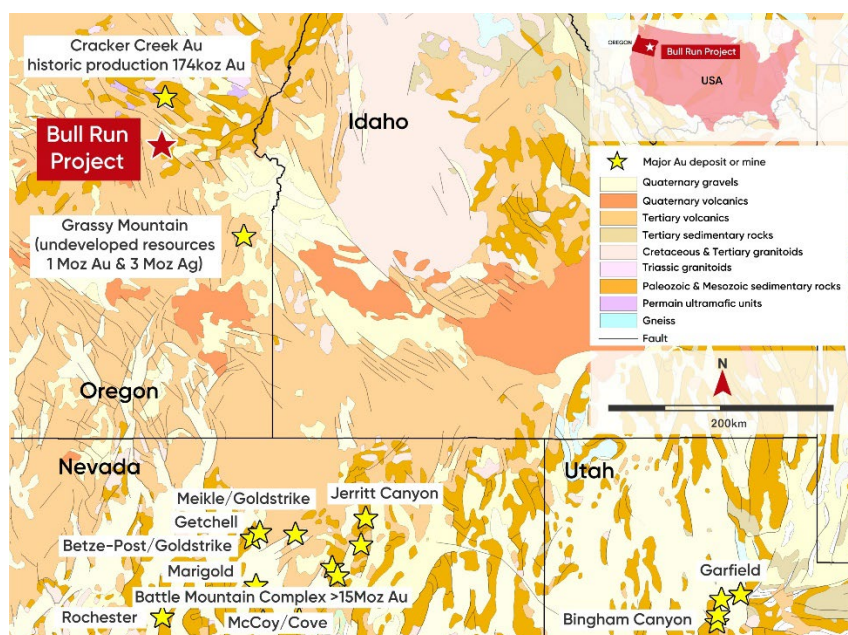 Cracker Creek Au
historic production 174koz Au
Bull Run
Project
Idaho
OREGON
Bull Run Project
USA
Major Au deposit or mine
Quaternary gravels
Quaternary volcanics
Tertiary volcanics
Tertiary sedimentary rocks
Cretaceous & Tertiary granitoids
Triassic granitoids
Paleozoic & Mesozoic sedimentary rocks
Permain ultramafic units
Gneiss
Fault
Grassy Mountain
(undeveloped resources
1 Moz Au & 3 Moz Ag)
N
200km
Oregon
Nevada
Utah
Meikle/Goldstrike
Jerritt Canyon
Getchell
Betze-Post/Goldstrike
Marigold
Battle Mountain Complex >15Moz Au
Rochester
McCoy/Cove
Garfield
Bingham Canyon